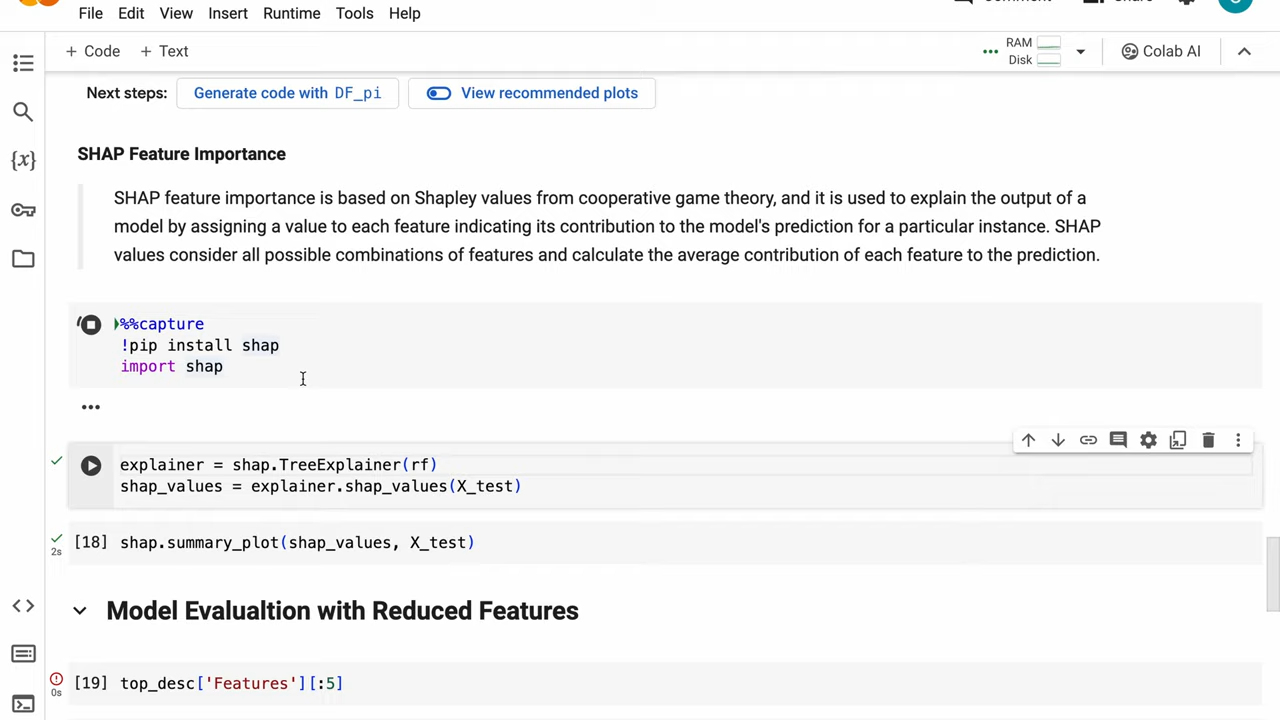 Comment Share
File Edit View Insert Runtime Tools Help
+ Code + Text
RAM
Disk
Colab AI
Next steps: Generate code with DF_pi View recommended plots
SHAP Feature Importance
SHAP feature importance is based on Shapley values from cooperative game theory, and it is used to explain the output of a
model by assigning a value to each feature indicating its contribution to the model's prediction for a particular instance. SHAP
values consider all possible combinations of features and calculate the average contribution of each feature to the prediction.
%%capture
!pip install shap
import shap
explainer = shap.TreeExplainer(rf)
shap_values = explainer.shap_values(X_test)
[18] shap.summary_plot(shap_values, X_test)
2s
Model Evalualtion with Reduced Features
[19] top_desc['Features'][:5]
0s